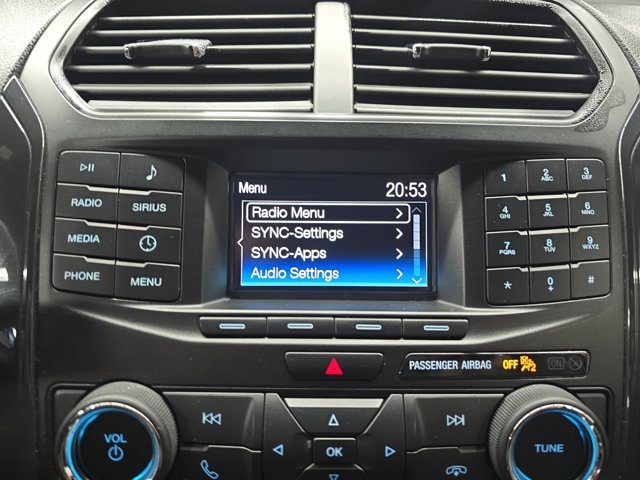 Menu 20:53
Radio Menu
SYNC-Settings
SYNC-Apps
Audio Settings
RADIO
SIRIUS
MEDIA
PHONE
MENU
1
2 ABC
3 DEF
4 GHI
5 JKL
6 MNO
7 PQRS
8 TUV
9 WXYZ
*
0 +
#
PASSENGER AIRBAG OFF 2 ON
VOL
OK
TUNE